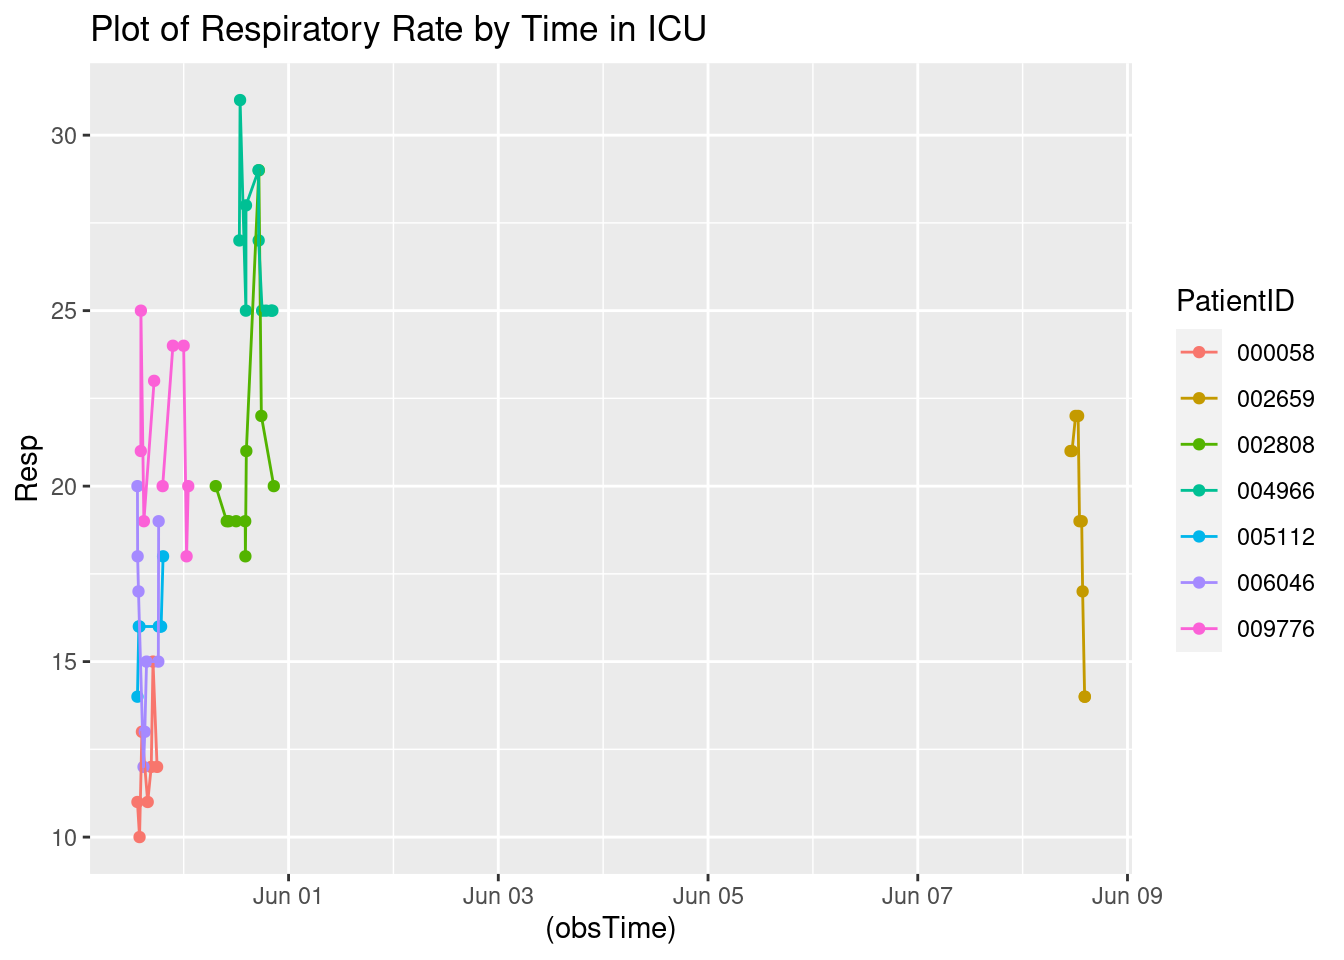 Plot of Respiratory Rate by Time in ICU
30
25
20
15
10
Resp
Jun 01
Jun 03
Jun 05
Jun 07
Jun 09
(obsTime)
PatientID
000058
002659
002808
004966
005112
006046
009776